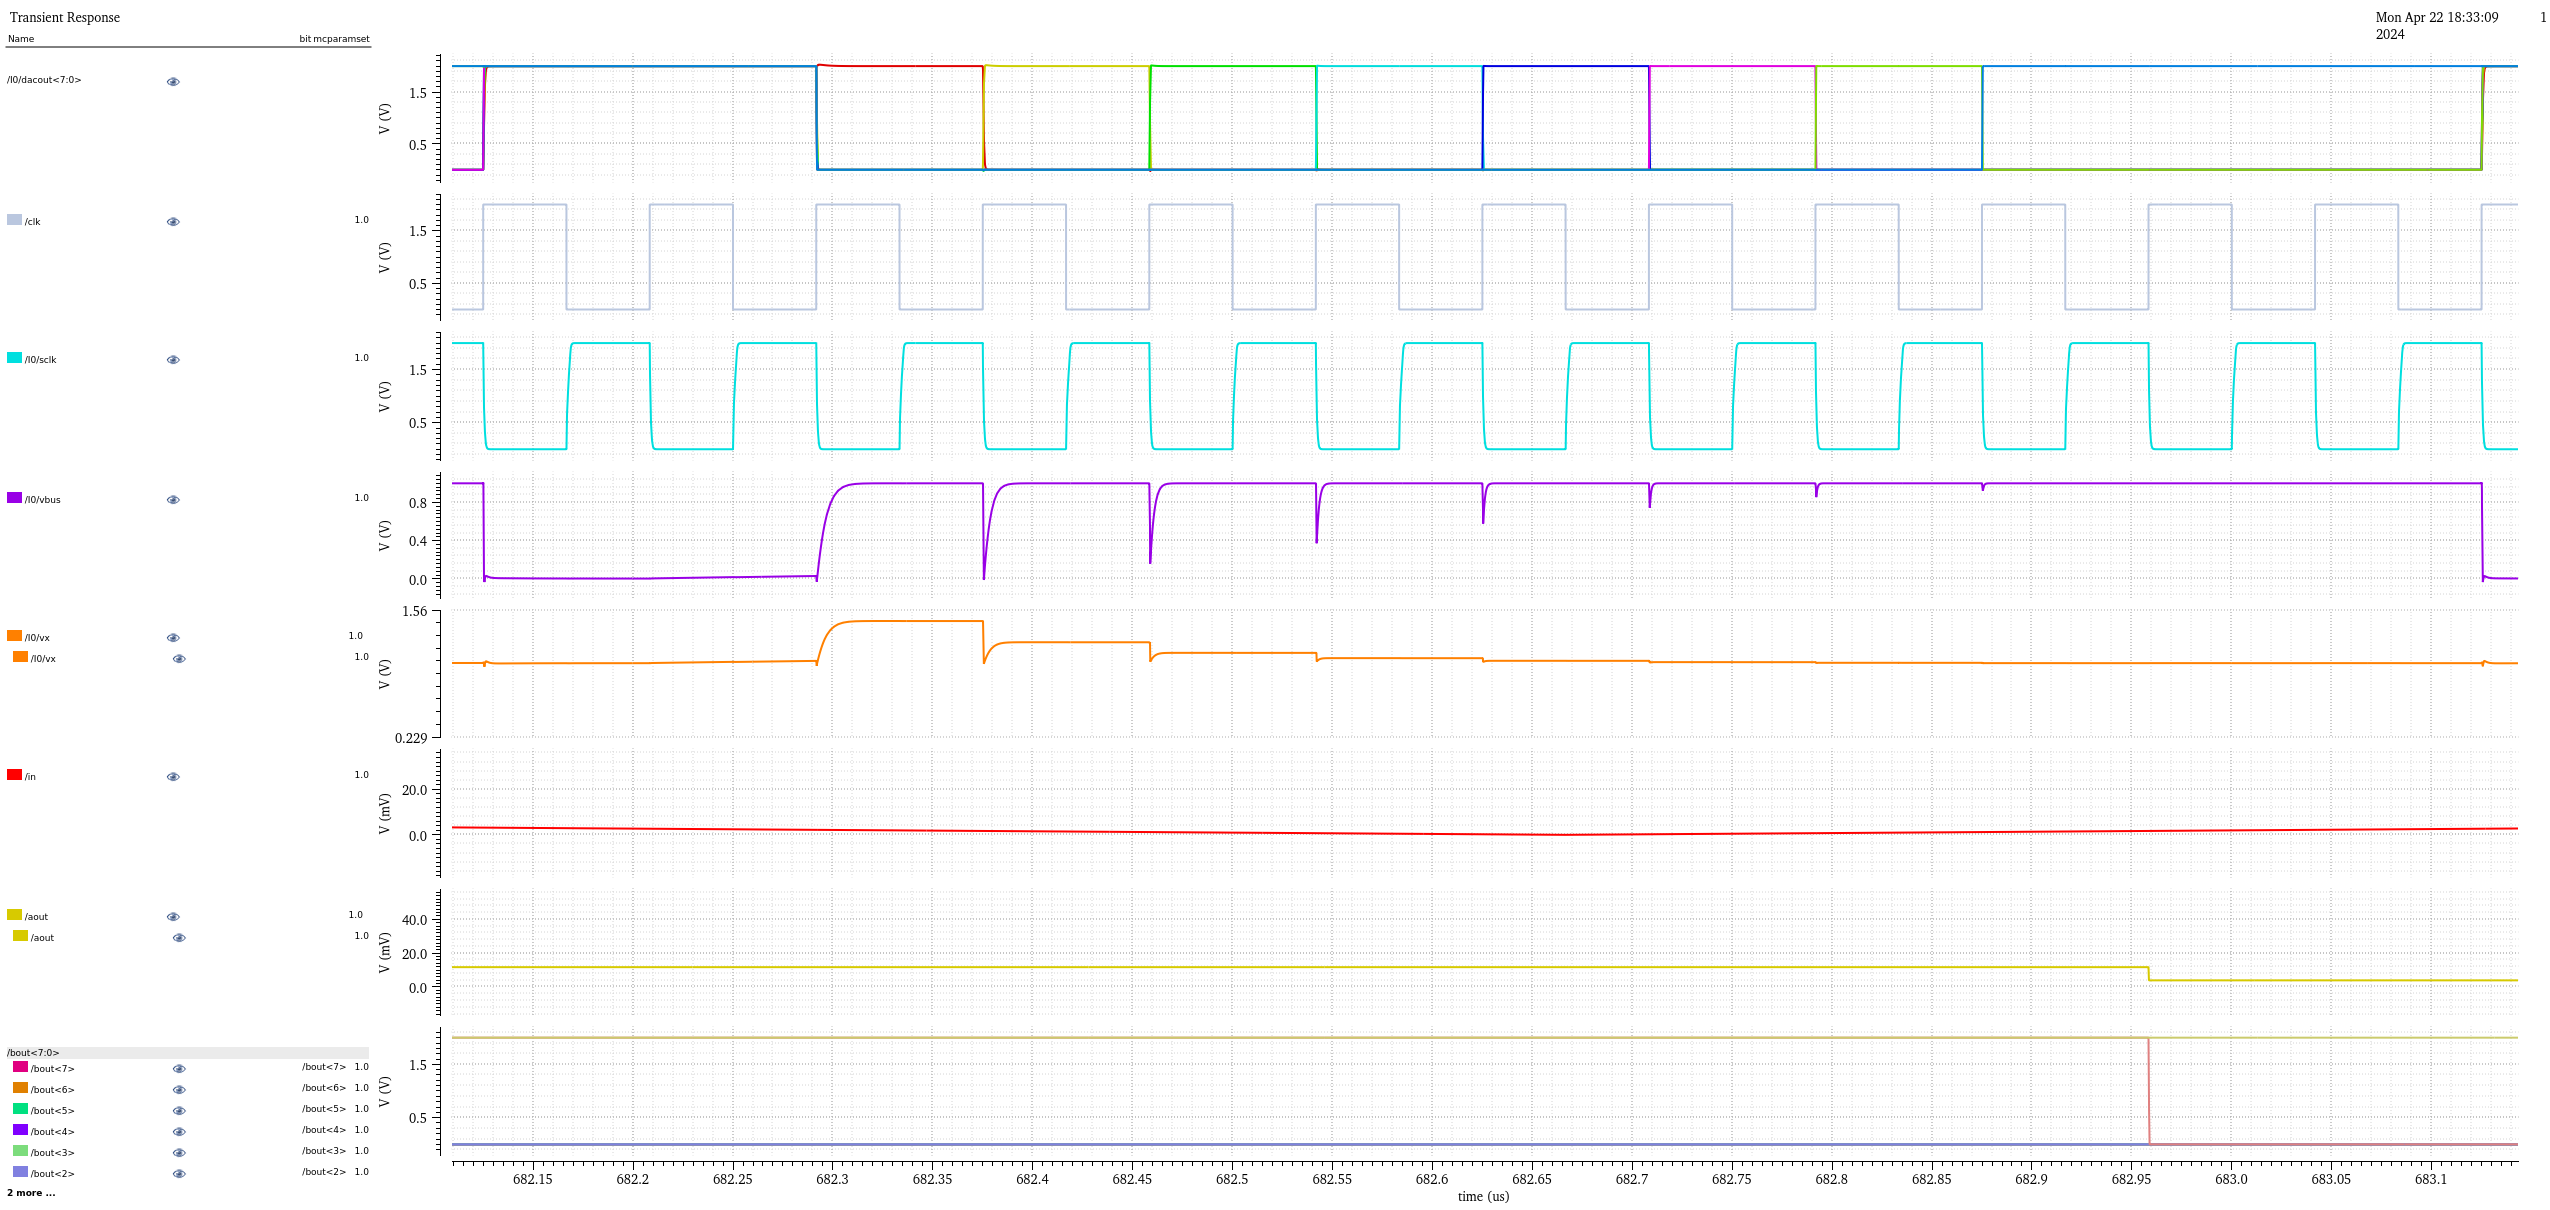 Transient Response
Mon Apr 22 18:33:09 1
2024
Name bit mcparamset
/I0/dacout<7:0>
V (V)
1.5
0.5
/clk 1.0
V (V)
1.5
0.5
/I0/sclk 1.0
V (V)
1.5
0.5
/I0/vbus 1.0
V (V)
0.8
0.4
0.0
/I0/vx 1.0
/I0/vx 1.0
V (V)
1.56
0.229
/in 1.0
V (mV)
20.0
0.0
/aout 1.0
/aout 1.0
V (mV)
40.0
20.0
0.0
/bout<7:0>
/bout<7> /bout<7> 1.0
/bout<6> /bout<6> 1.0
/bout<5> /bout<5> 1.0
/bout<4> /bout<4> 1.0
/bout<3> /bout<3> 1.0
/bout<2> /bout<2> 1.0
2 more ...
V (V)
1.5
0.5
682.15 682.2 682.25 682.3 682.35 682.4 682.45 682.5 682.55 682.6 682.65 682.7 682.75 682.8 682.85 682.9 682.95 683.0 683.05 683.1
time (us)